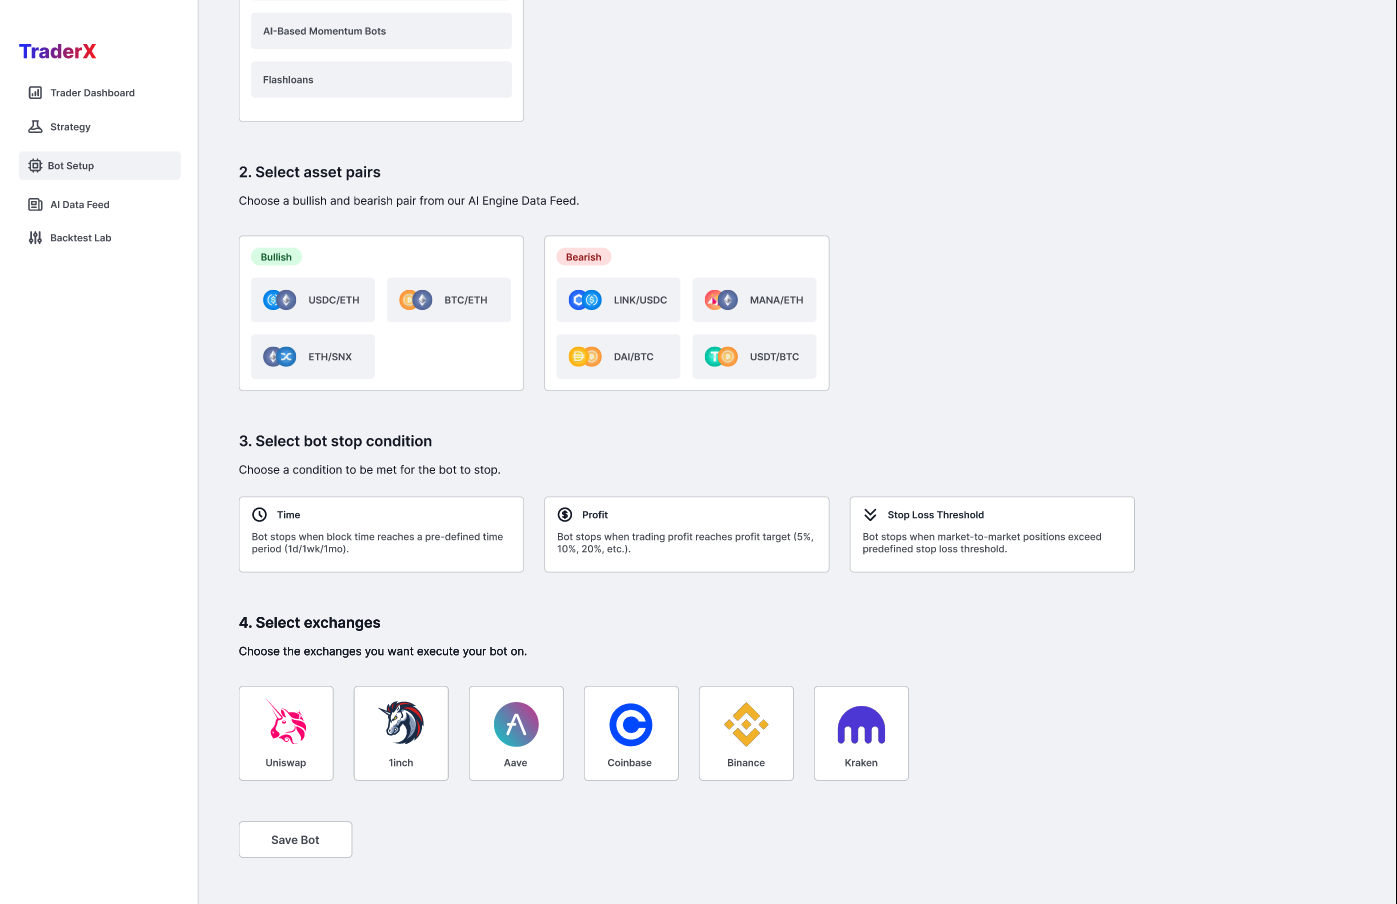 TraderX
Trader Dashboard
Strategy
Bot Setup
AI Data Feed
Backtest Lab
AI-Based Momentum Bots
Flashloans
2. Select asset pairs
Choose a bullish and bearish pair from our AI Engine Data Feed.
Bullish
USDC/ETH
BTC/ETH
ETH/SNX
Bearish
LINK/USDC
MANA/ETH
DAI/BTC
USDT/BTC
3. Select bot stop condition
Choose a condition to be met for the bot to stop.
Time
Bot stops when block time reaches a pre-defined time
period (1d/1wk/1mo).
Profit
Bot stops when trading profit reaches profit target (5%,
10%, 20%, etc.).
Stop Loss Threshold
Bot stops when market-to-market positions exceed
predefined stop loss threshold.
4. Select exchanges
Choose the exchanges you want execute your bot on.
Uniswap
1inch
Aave
Coinbase
Binance
Kraken
Save Bot